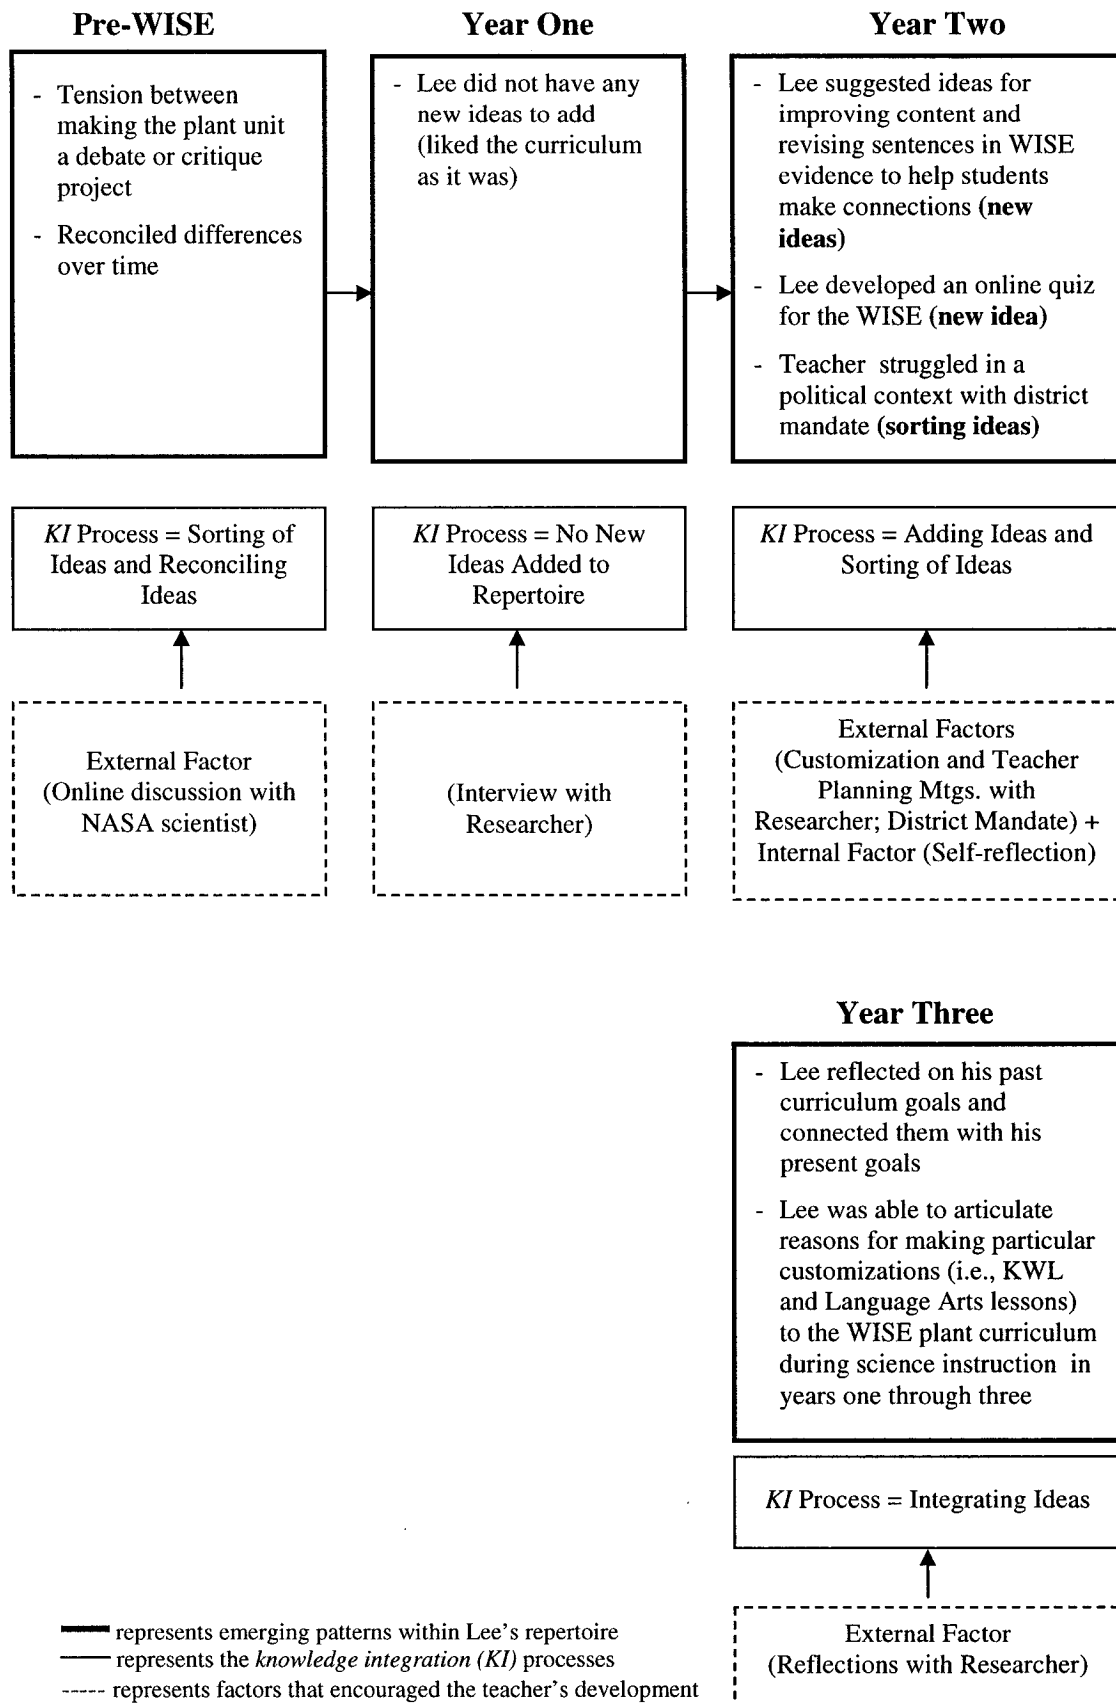 Pre-WISE
- Tension between
making the plant unit
a debate or critique
project
- Reconciled differences
over time
KI Process = Sorting of
Ideas and Reconciling
Ideas
External Factor
(Online discussion with
NASA scientist)
Year One
- Lee did not have any
new ideas to add
(liked the curriculum
as it was)
KI Process = No New
Ideas Added to
Repertoire
(Interview with
Researcher)
Year Two
- Lee suggested ideas for
improving content and
revising sentences in WISE
evidence to help students
make connections (new
ideas)
- Lee developed an online quiz
for the WISE (new idea)
- Teacher struggled in a
political context with district
mandate (sorting ideas)
KI Process = Adding Ideas and
Sorting of Ideas
External Factors
(Customization and Teacher
Planning Mtgs. with
Researcher; District Mandate) +
Internal Factor (Self-reflection)
Year Three
- Lee reflected on his past
curriculum goals and
connected them with his
present goals
- Lee was able to articulate
reasons for making particular
customizations (i.e., KWL
and Language Arts lessons)
to the WISE plant curriculum
during science instruction in
years one through three
KI Process = Integrating Ideas
External Factor
(Reflections with Researcher)
represents emerging patterns within Lee's repertoire
represents the knowledge integration (KI) processes
represents factors that encouraged the teacher's development